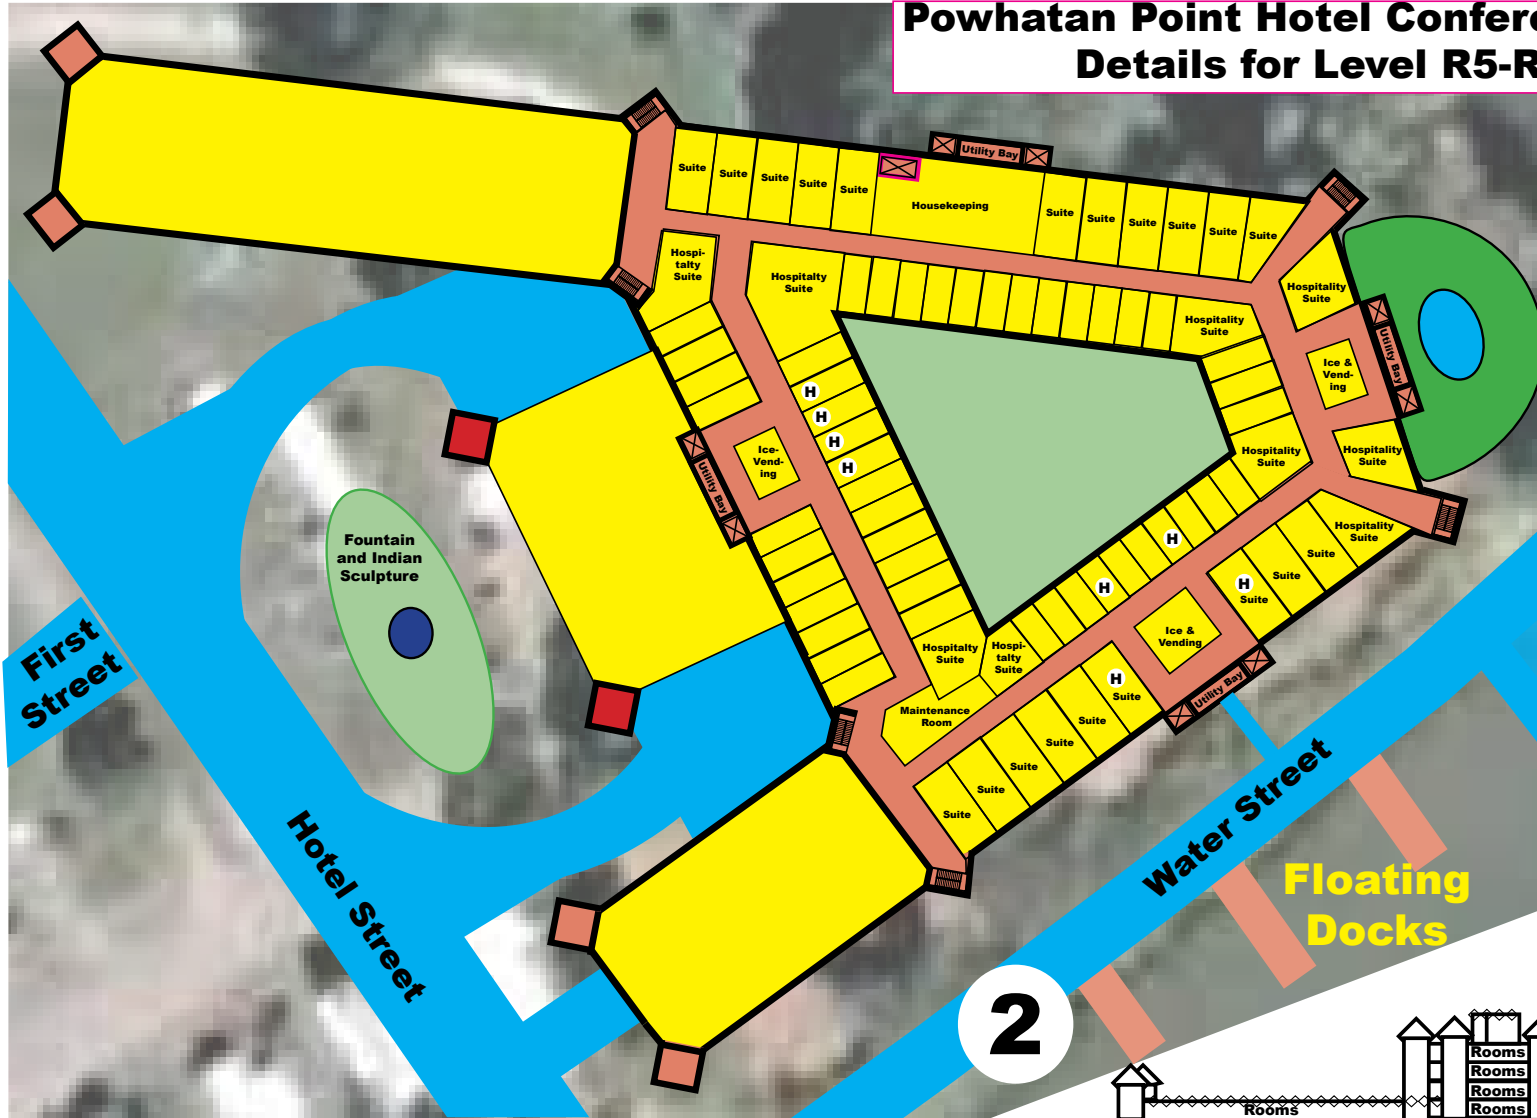 Powhatan Point Hotel Confere
Details for Level R5-R
Utility Bay
Suite
Suite
Suite
Suite
Suite
Housekeeping
Suite
Suite
Suite
Suite
Suite
Suite
Hospi-
talty
Suite
Hospitalty
Suite
Hospitality
Suite
Hospitality
Suite
Ice &
Vend-
ing
Utility Bay
H
H
H
H
Ice-
Vend-
ing
Utility Bay
Hospitality
Suite
Hospitality
Suite
Hospitality
Suite
Suite
Suite
H
Suite
H
H
Fountain
and Indian
Sculpture
Ice &
Vending
Hospitalty
Suite
Hospi-
talty
Suite
Utility Bay
H
Suite
Suite
Suite
Suite
Suite
Suite
Maintenance
Room
First
Street
Hotel Street
Water Street
Floating
Docks
2
Rooms
Rooms
Rooms
Rooms
Rooms